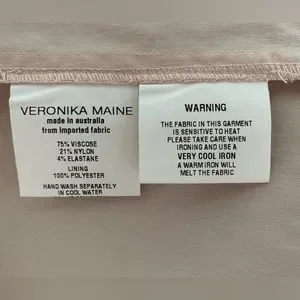 VERONIKA MAINE
made in australia
from imported fabric
75% VISCOSE
21% NYLON
4% ELASTANE
LINING
100% POLYESTER
HAND WASH SEPARATELY
IN COOL WATER
WARNING
THE FABRIC IN THIS GARMENT
IS SENSITIVE TO HEAT
PLEASE TAKE CARE WHEN
IRONING AND USE A
VERY COOL IRON
A WARM IRON WILL
MELT THE FABRIC